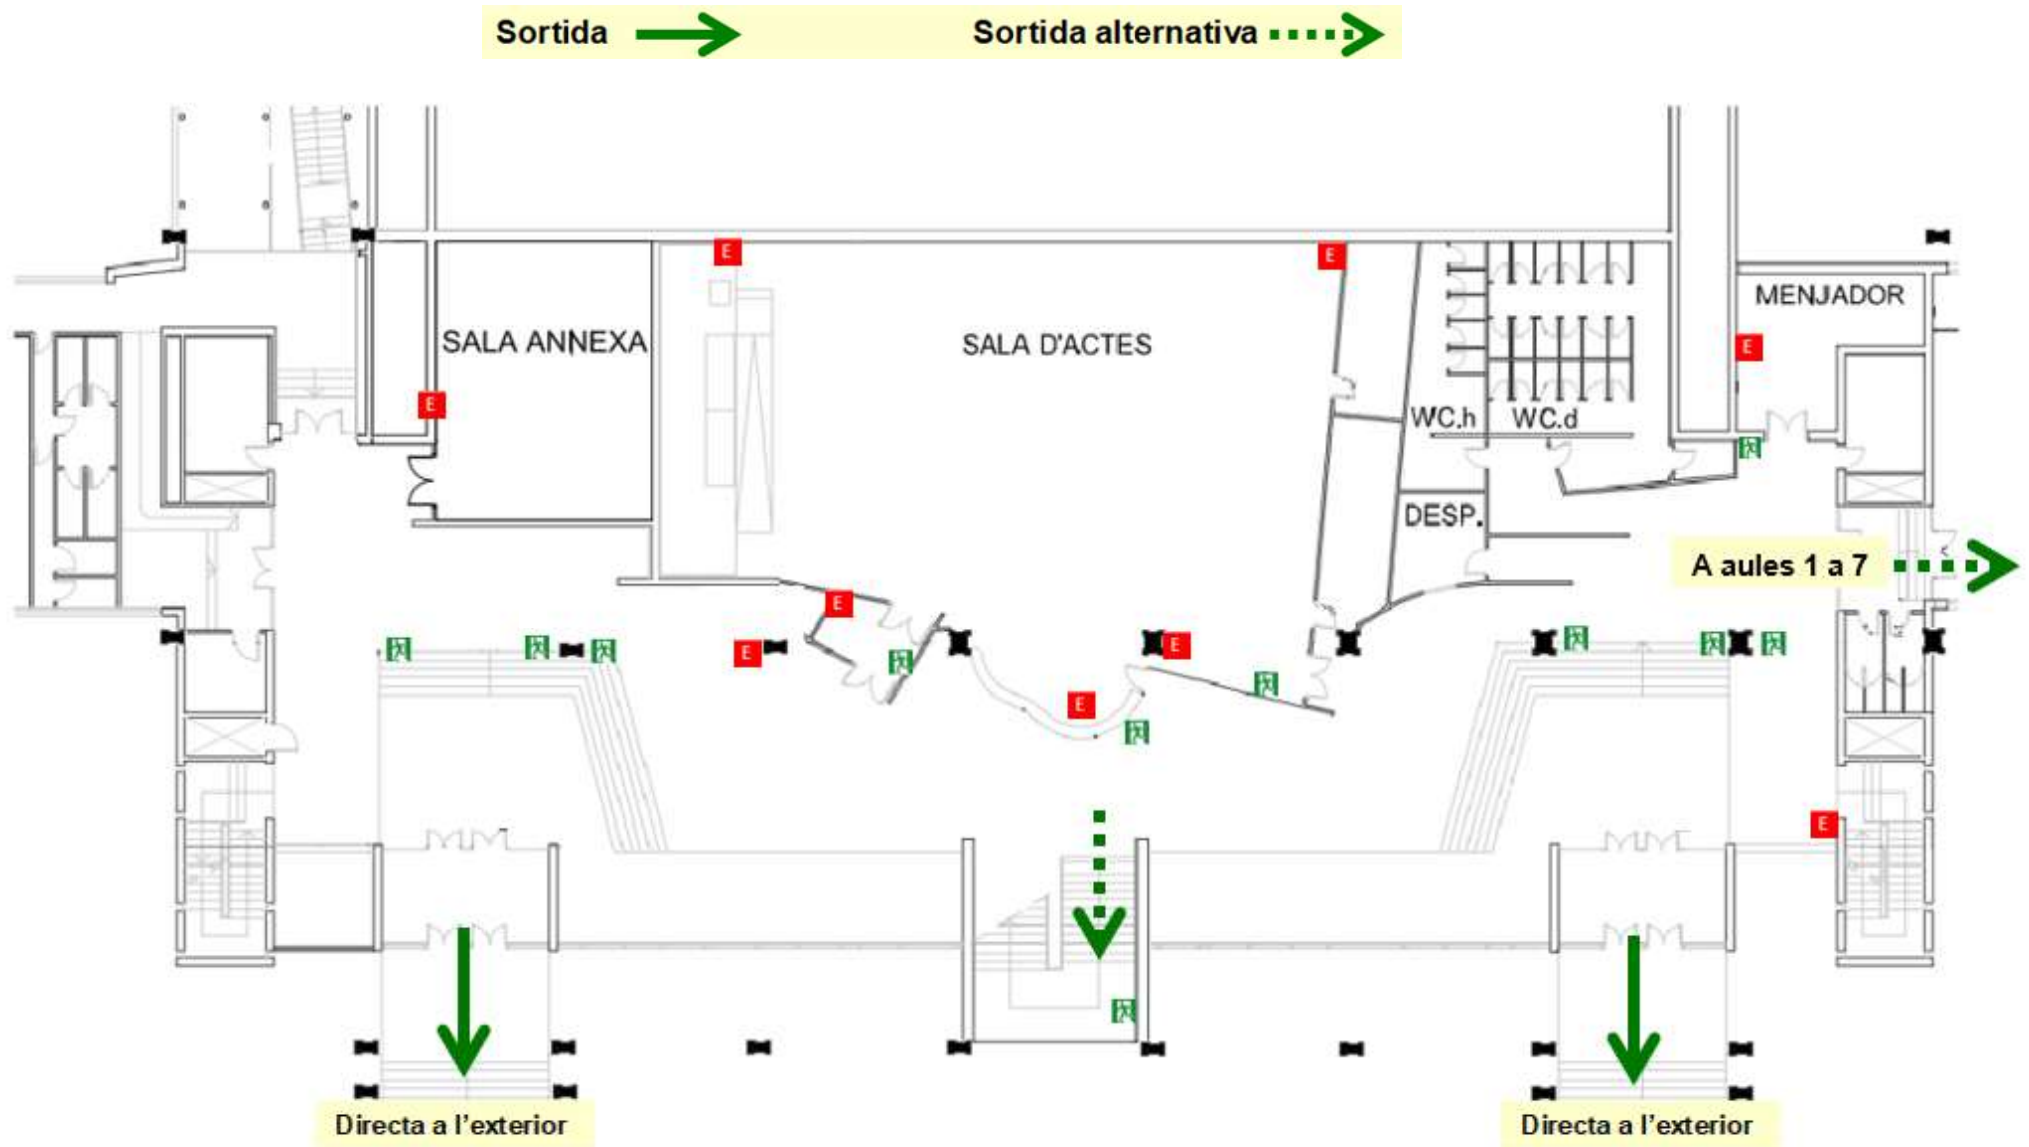 Sortida
Sortida alternativa
E
E
MENJADOR
SALA ANNEXA
SALA D'ACTES
E
E
WC.h
WC.d
DESP.
A aules 1 a 7
E
E
E
E
E
Directa a l'exterior
Directa a l'exterior